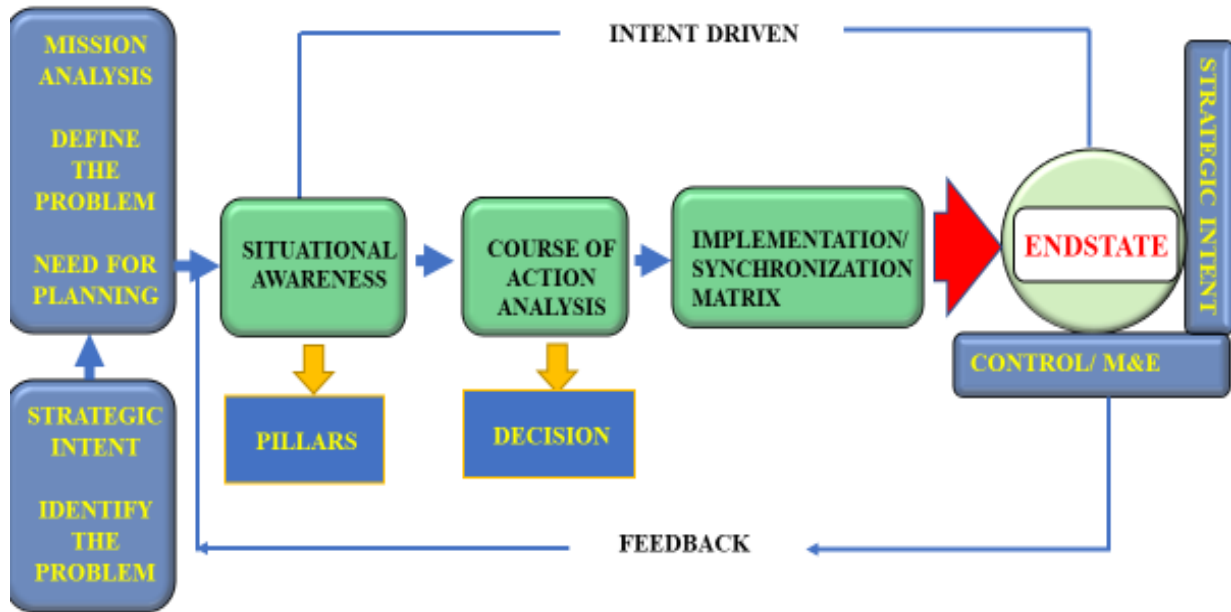 MISSION
ANALYSIS
DEFINE
THE
PROBLEM
NEED FOR
PLANNING
STRATEGIC
INTENT
IDENTIFY
THE
PROBLEM
INTENT DRIVEN
SITUATIONAL
AWARENESS
PILLARS
COURSE OF
ACTION
ANALYSIS
DECISION
IMPLEMENTATION/
SYNCHRONIZATION
MATRIX
ENDSTATE
STRATEGIC INTENT
CONTROL/ M&E
FEEDBACK